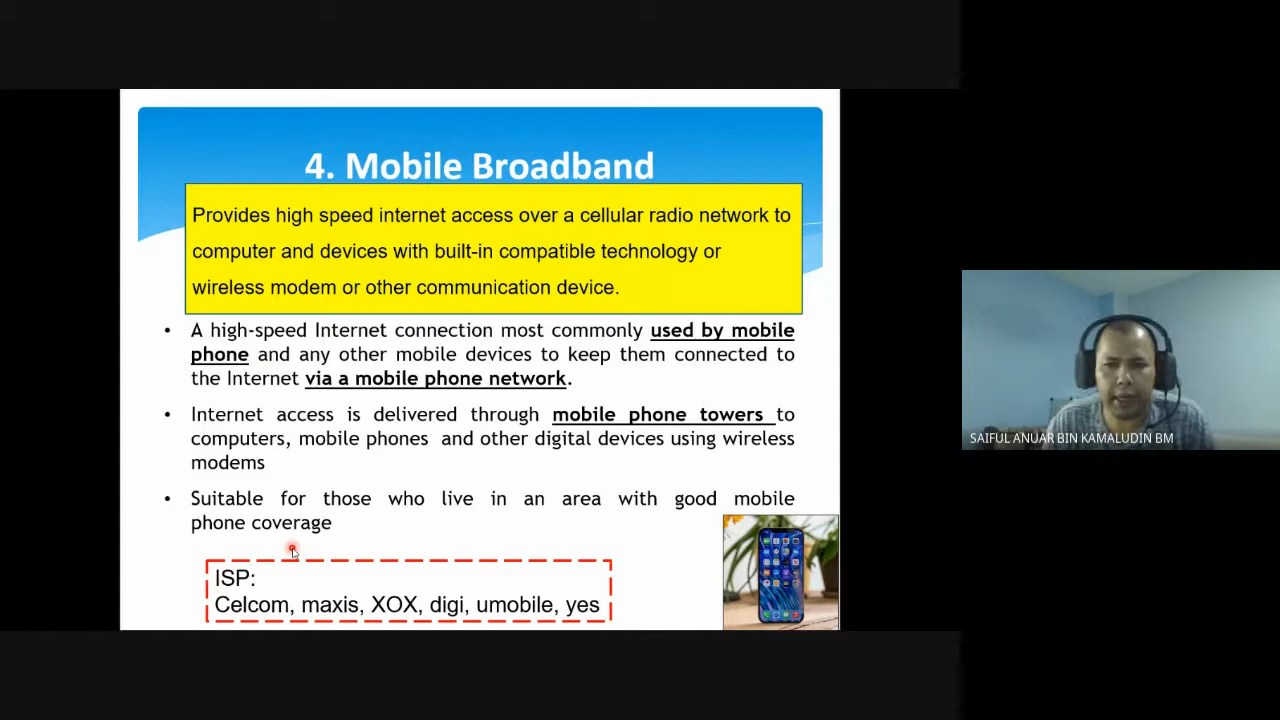 4. Mobile Broadband
Provides high speed internet access over a cellular radio network to
computer and devices with built-in compatible technology or
wireless modem or other communication device.
• A high-speed Internet connection most commonly used by mobile
phone and any other mobile devices to keep them connected to
the Internet via a mobile phone network.
• Internet access is delivered through mobile phone towers to
computers, mobile phones and other digital devices using wireless
modems
• Suitable for those who live in an area with good mobile
phone coverage
ISP:
Celcom, maxis, XOX, digi, umobile, yes
SAIFUL ANUAR BIN KAMALUDIN BM